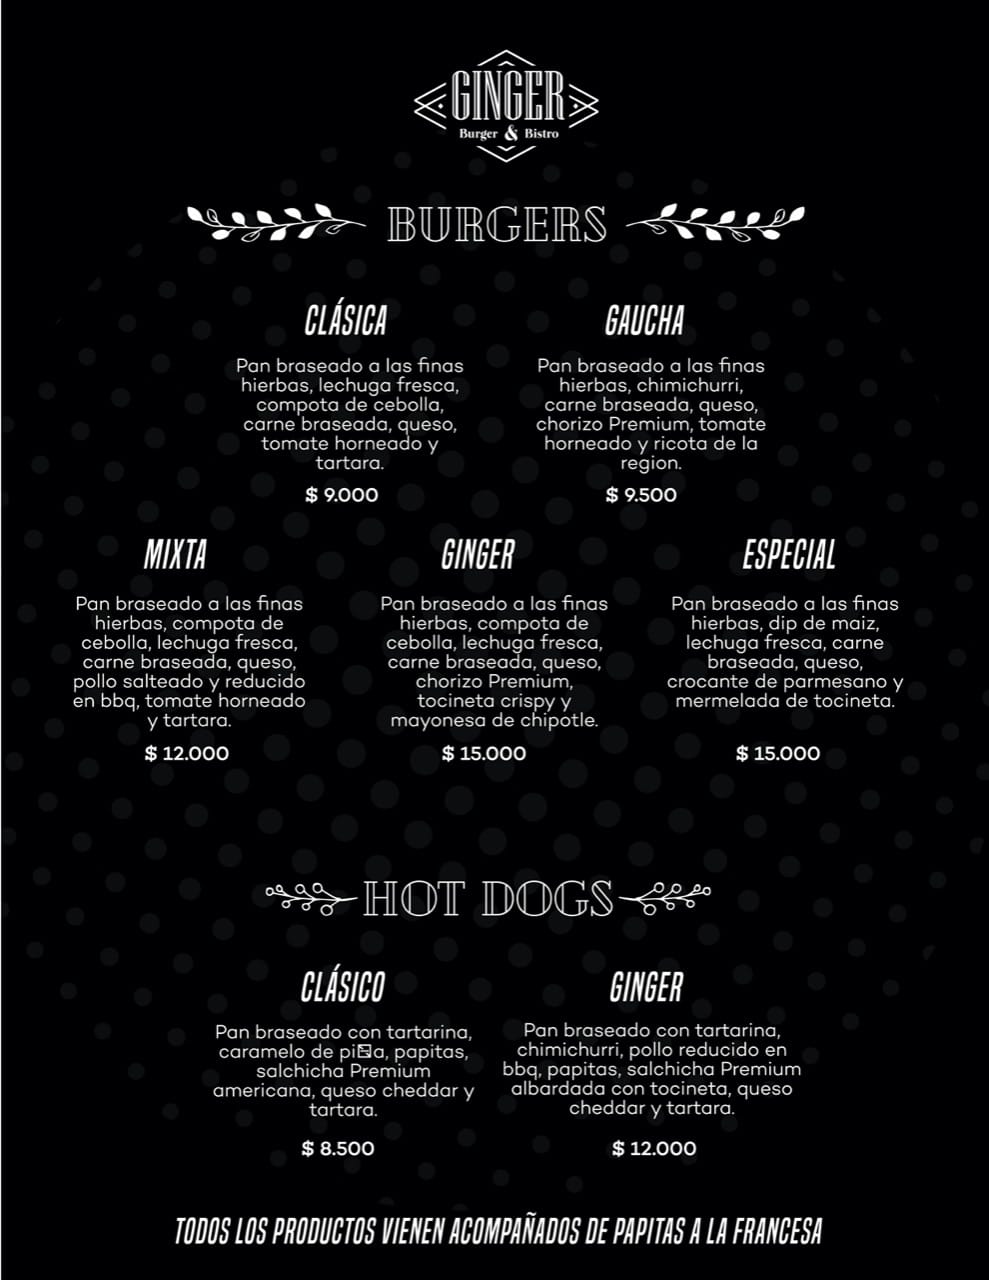 GINGER
Burger & Bistro
BURGERS
CLÁSICA
Pan braseado a las finas
hierbas, lechuga fresca,
compota de cebolla,
carne braseada, queso,
tomate horneado y
tartara.
$ 9.000
GAUCHA
Pan braseado a las finas
hierbas, chimichurri,
carne braseada, queso,
chorizo Premium, tomate
horneado y ricota de la
region.
$ 9.500
MIXTA
Pan braseado a las finas
hierbas, compota de
cebolla, lechuga fresca,
carne braseada, queso,
pollo salteado y reducido
en bbq, tomate horneado
y tartara.
$ 12.000
GINGER
Pan braseado a las finas
hierbas, compota de
cebolla, lechuga fresca,
carne braseada, queso,
chorizo Premium,
tocineta crispy y
mayonesa de chipotle.
$ 15.000
ESPECIAL
Pan braseado a las finas
hierbas, dip de maiz,
lechuga fresca, carne
braseada, queso,
crocante de parmesano y
mermelada de tocineta.
$ 15.000
HOT DOGS
CLÁSICO
Pan braseado con tartarina,
caramelo de pi☒a, papitas,
salchicha Premium
americana, queso cheddar y
tartara.
$ 8.500
GINGER
Pan braseado con tartarina,
chimichurri, pollo reducido en
bbq, papitas, salchicha Premium
albardada con tocineta, queso
cheddar y tartara.
$ 12.000
TODOS LOS PRODUCTOS VIENEN ACOMPAÑADOS DE PAPITAS A LA FRANCESA